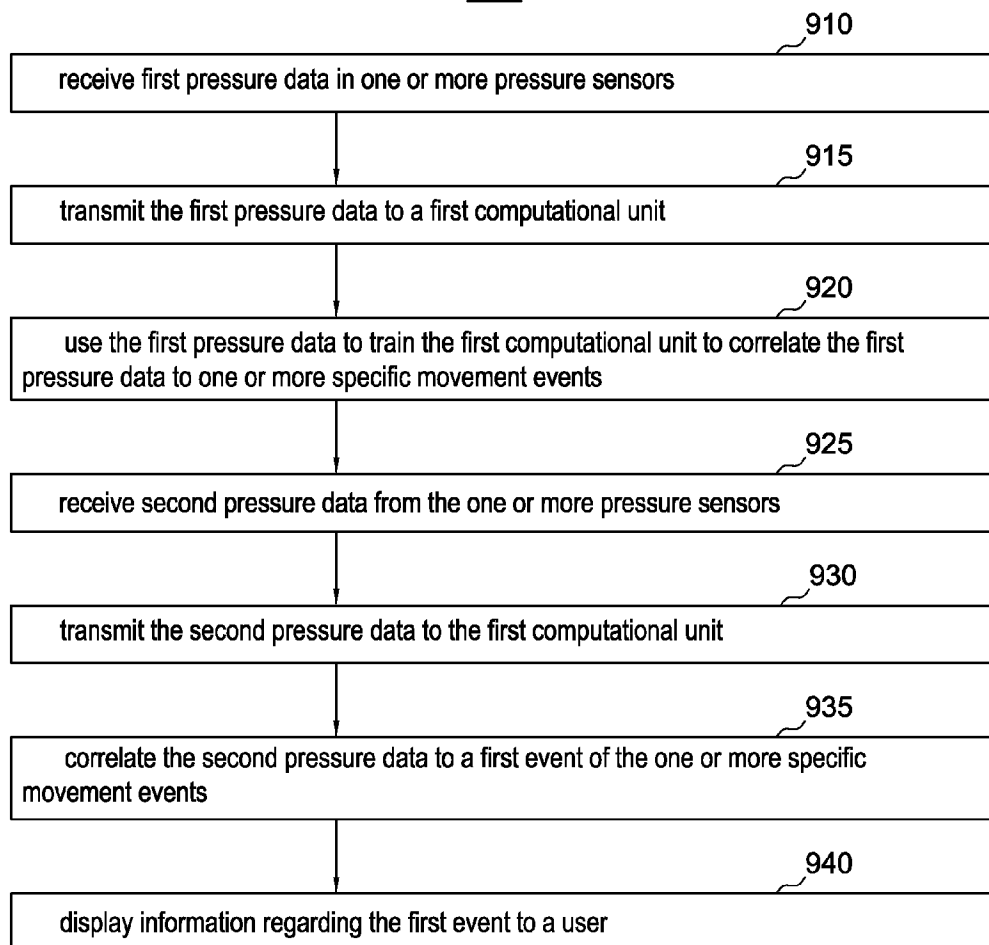 910
receive first pressure data in one or more pressure sensors
915
transmit the first pressure data to a first computational unit
920
use the first pressure data to train the first computational unit to correlate the first
pressure data to one or more specific movement events
925
receive second pressure data from the one or more pressure sensors
930
transmit the second pressure data to the first computational unit
935
correlate the second pressure data to a first event of the one or more specific
movement events
940
display information regarding the first event to a user